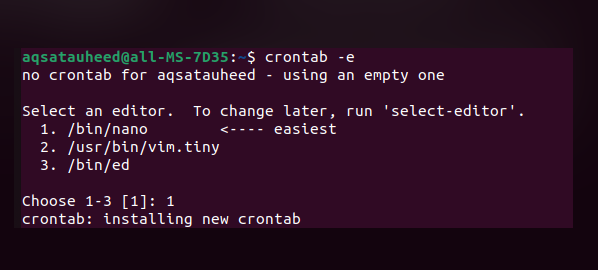 aqsatauheed@all-MS-7D35:~$ crontab -e
no crontab for aqsatauheed - using an empty one
Select an editor.  To change later, run 'select-editor'.
  1. /bin/nano        <---- easiest
  2. /usr/bin/vim.tiny
  3. /bin/ed
Choose 1-3 [1]: 1
crontab: installing new crontab